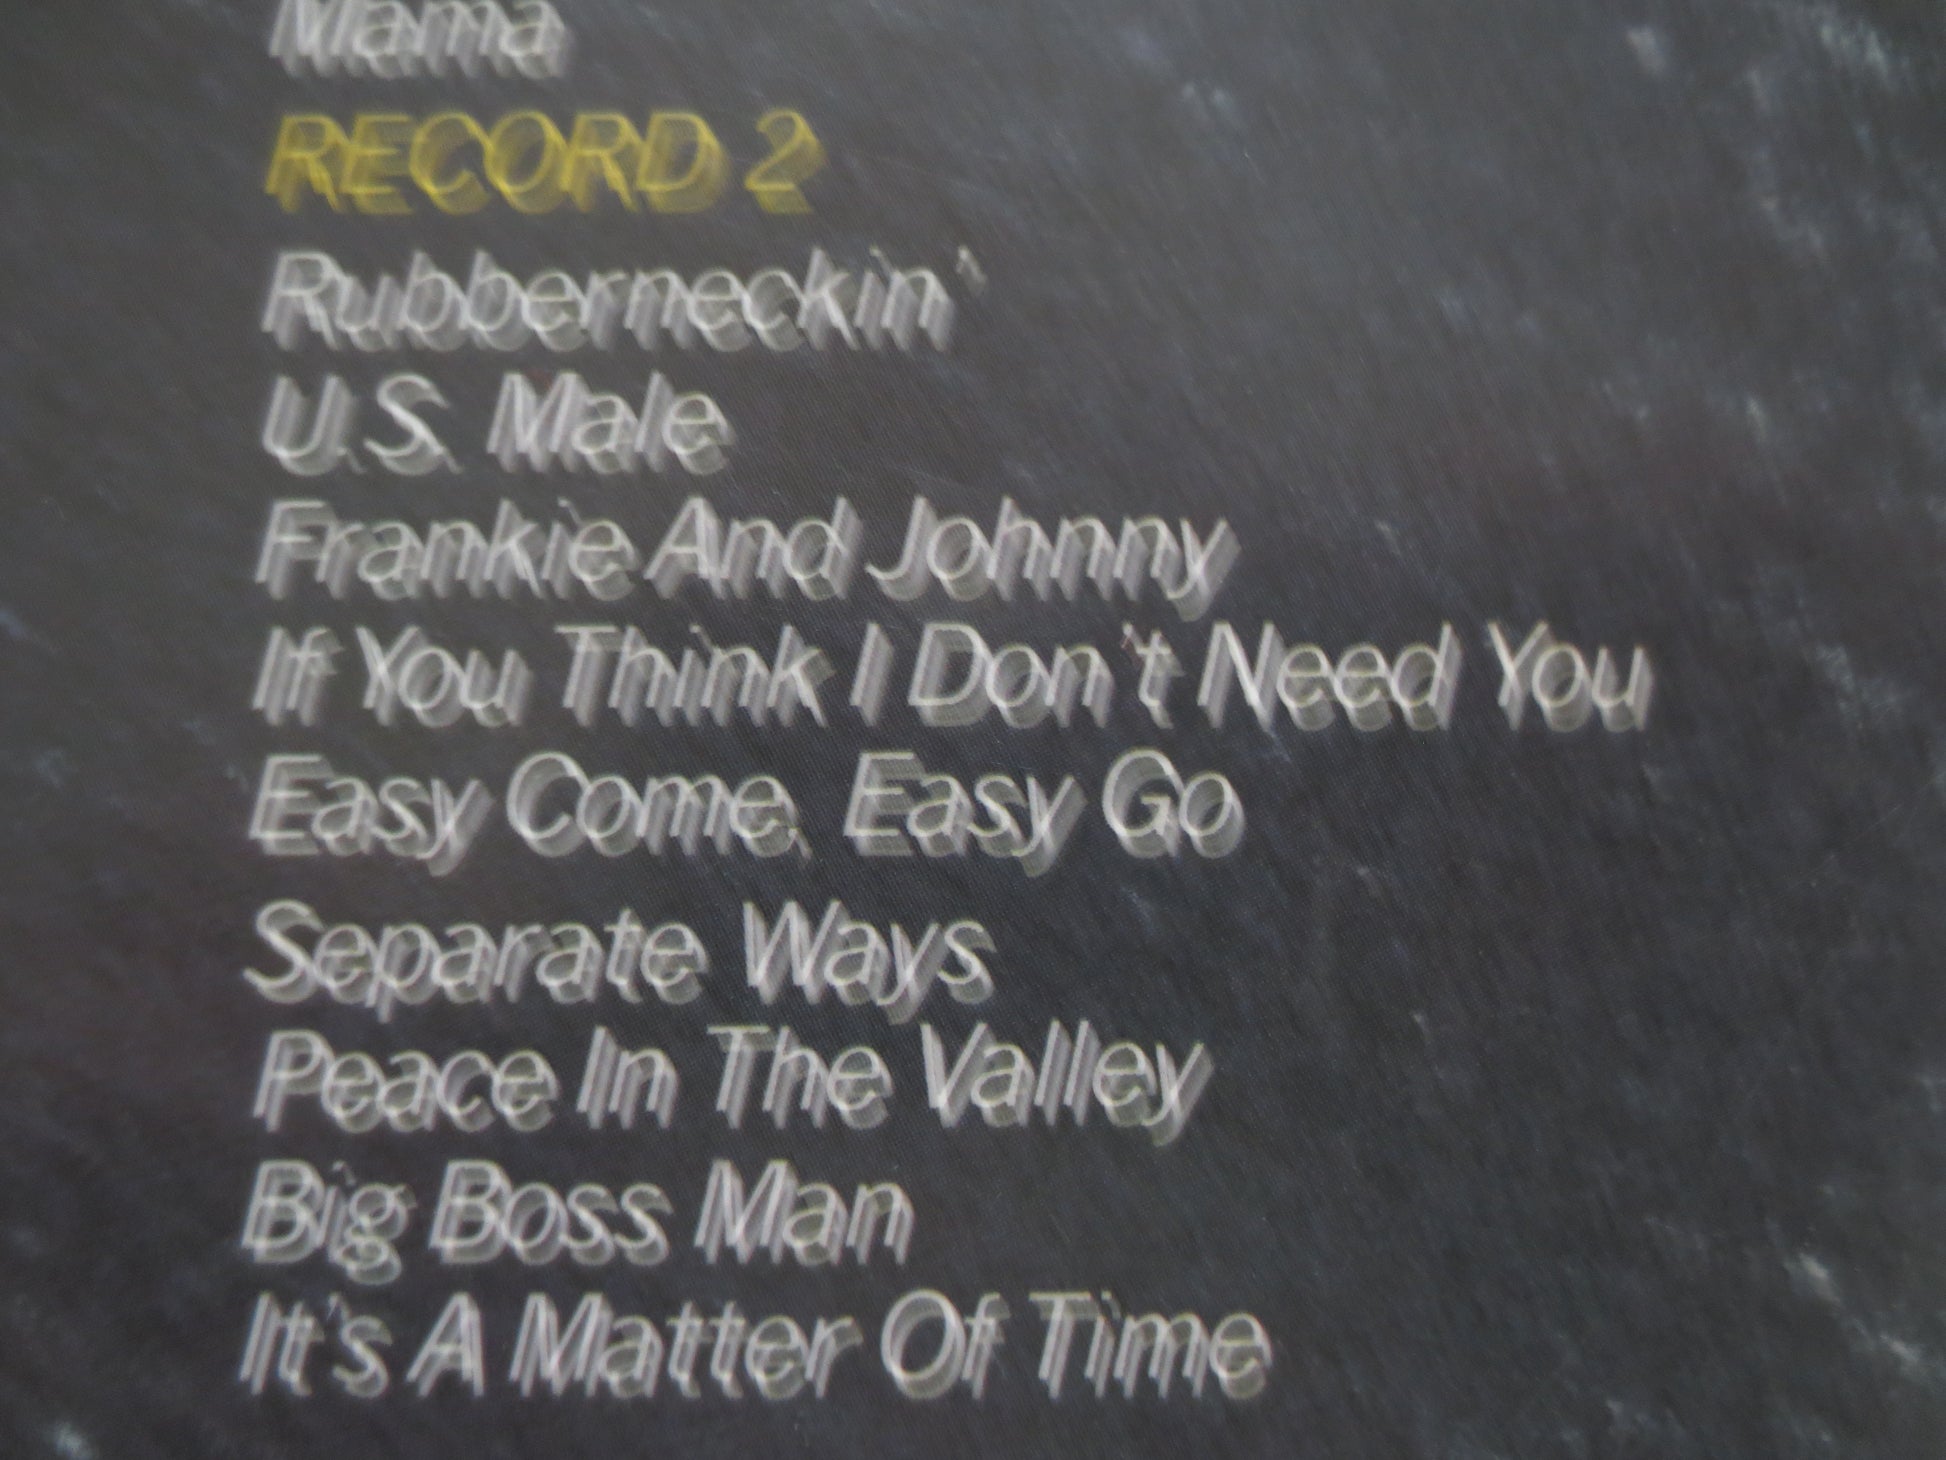 Mama
RECORD 2
Rubberneckin'
U.S. Male
Frankie And Johnny
If You Think I Don't Need You
Easy Come, Easy Go
Separate Ways
Peace In The Valley
Big Boss Man
It's A Matter Of Time